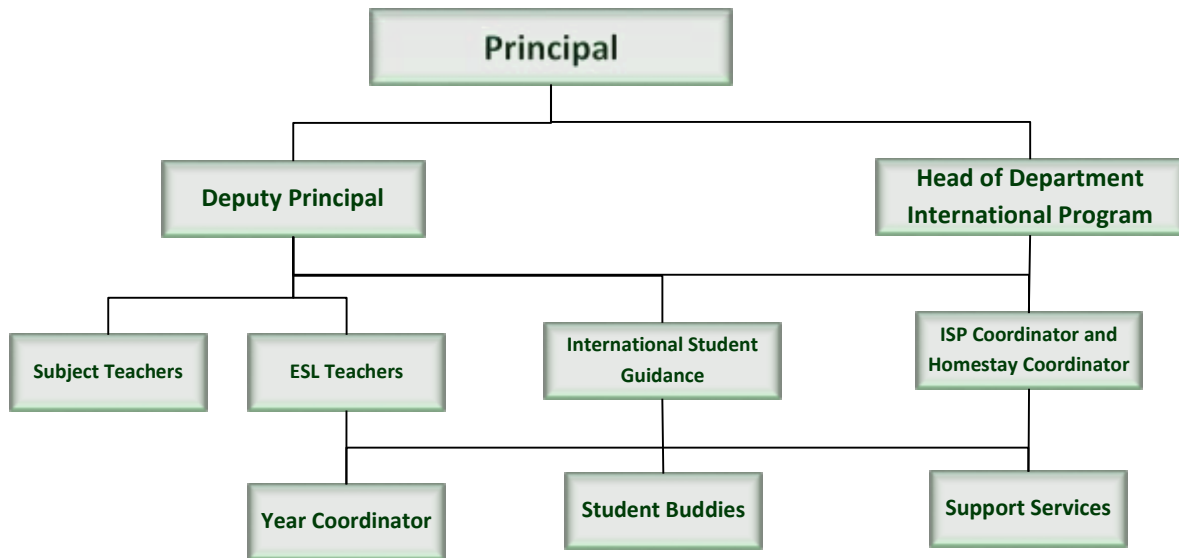 Principal
Deputy Principal
Head of Department
International Program
Subject Teachers
ESL Teachers
International Student
Guidance
ISP Coordinator and
Homestay Coordinator
Year Coordinator
Student Buddies
Support Services